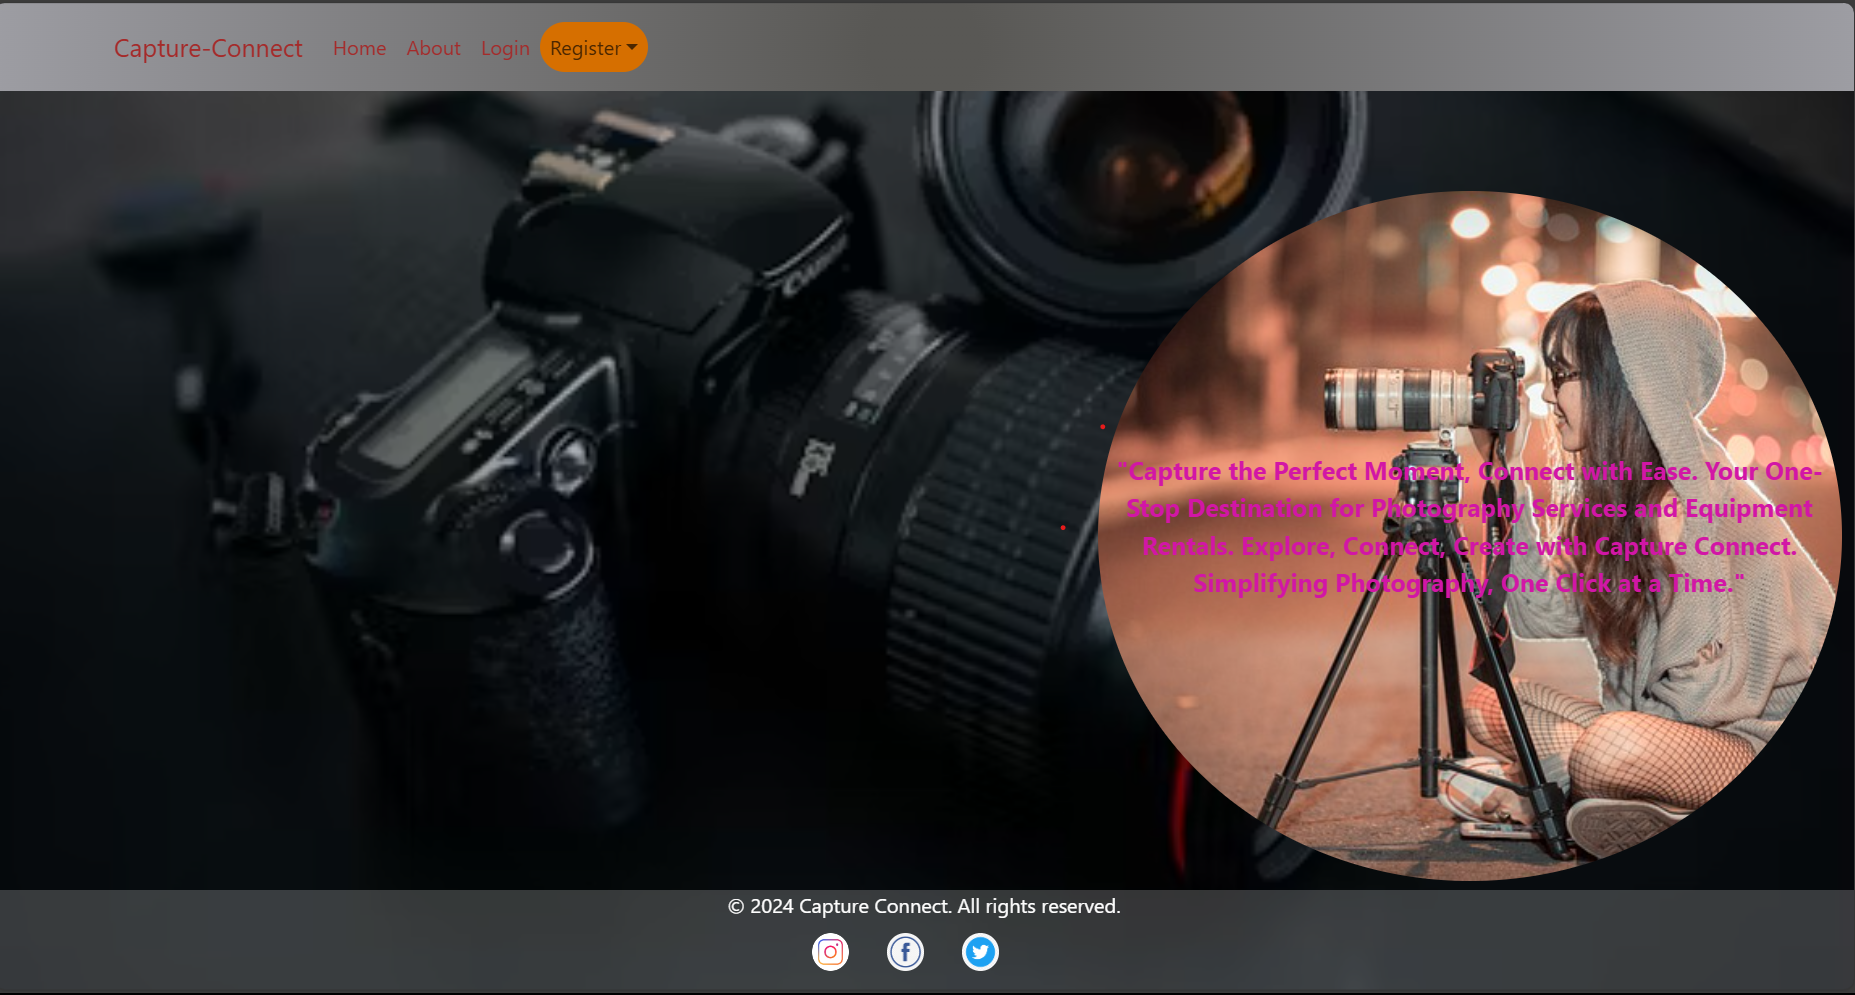 Capture-Connect Home About Login Register
Canon
135
"Capture the Perfect Moment, Connect with Ease. Your One-
Stop Destination for Photography Services and Equipment
Rentals. Explore, Connect, Create with Capture Connect.
Simplifying Photography, One Click at a Time."
© 2024 Capture Connect. All rights reserved.